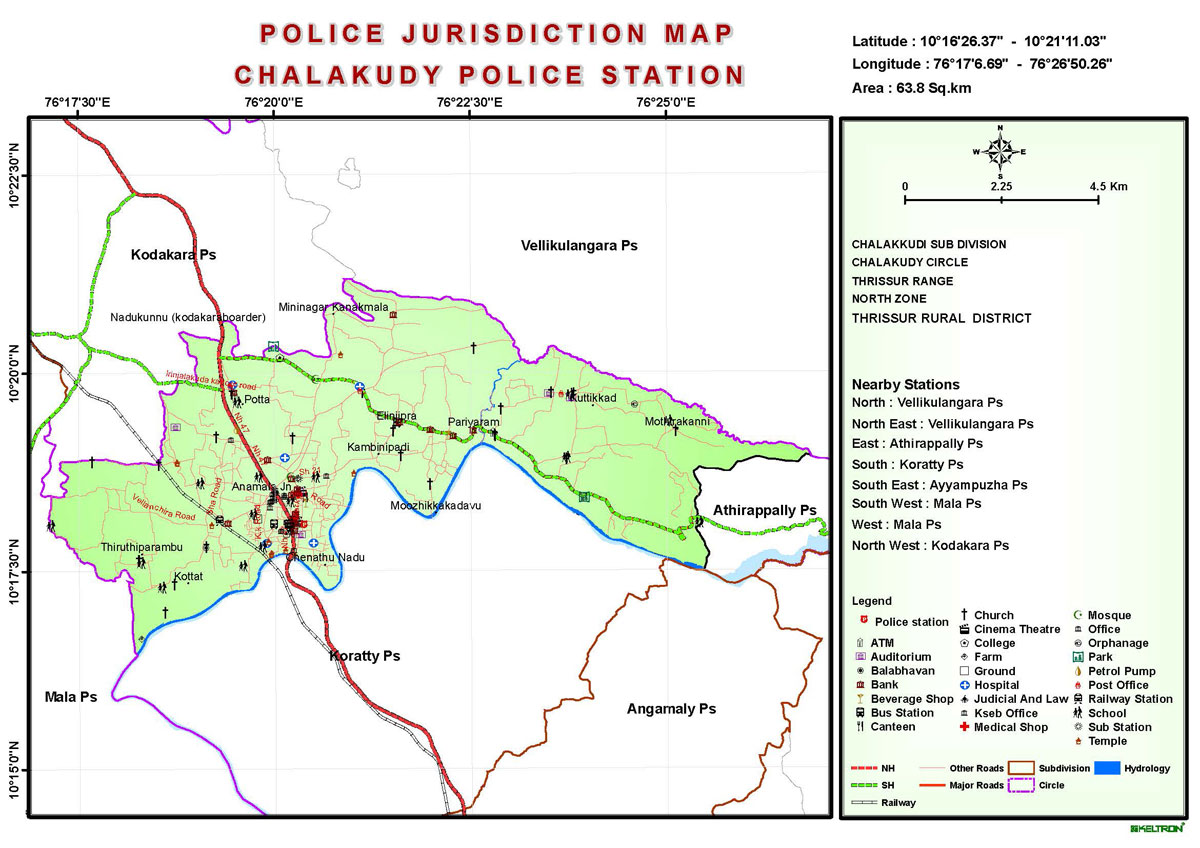 POLICE JURISDICTION MAP
CHALAKUDY POLICE STATION
Latitude : 10°16'26.37" - 10°21'11.03"
Longitude : 76°17'6.69" - 76°26'50.26"
Area : 63.8 Sq.km
76°17'30"E 76°20'0"E 76°22'30"E 76°25'0"E
10°22'30"N
10°20'0"N
10°17'30"N
10°15'0"N
Kodakara Ps
Vellikulangara Ps
Mininagar Kanakmala
Nadukunnu (kodakaraboarder)
Potta
Nh 47
Kuttikkad
Elinjipra
Pariyaram
Kambinipadi
Sh 21
Road
Moozhikkakadavu
Vellanchira Road
Athirappally Ps
Thiruthiparambu
Kottat
Chenathu Nadu
Koratty Ps
Mala Ps
Angamaly Ps
N
W E
S
0 2.25 4.5 Km
CHALAKKUDI SUB DIVISION
CHALAKUDY CIRCLE
THRISSUR RANGE
NORTH ZONE
THRISSUR RURAL DISTRICT
Nearby Stations
North : Vellikulangara Ps
North East : Vellikulangara Ps
East : Athirappally Ps
South : Koratty Ps
South East : Ayyampuzha Ps
South West : Mala Ps
West : Mala Ps
North West : Kodakara Ps
Legend
Police station
ATM
Auditorium
Balabhavan
Bank
Beverage Shop
Bus Station
Canteen
Church
Cinema Theatre
College
Farm
Ground
Hospital
Judicial And Law
Kseb Office
Medical Shop
Mosque
Office
Orphanage
Park
Petrol Pump
Post Office
Railway Station
School
Sub Station
Temple
NH
SH
Railway
Other Roads
Major Roads
Subdivision
Circle
Hydrology
KELTRON